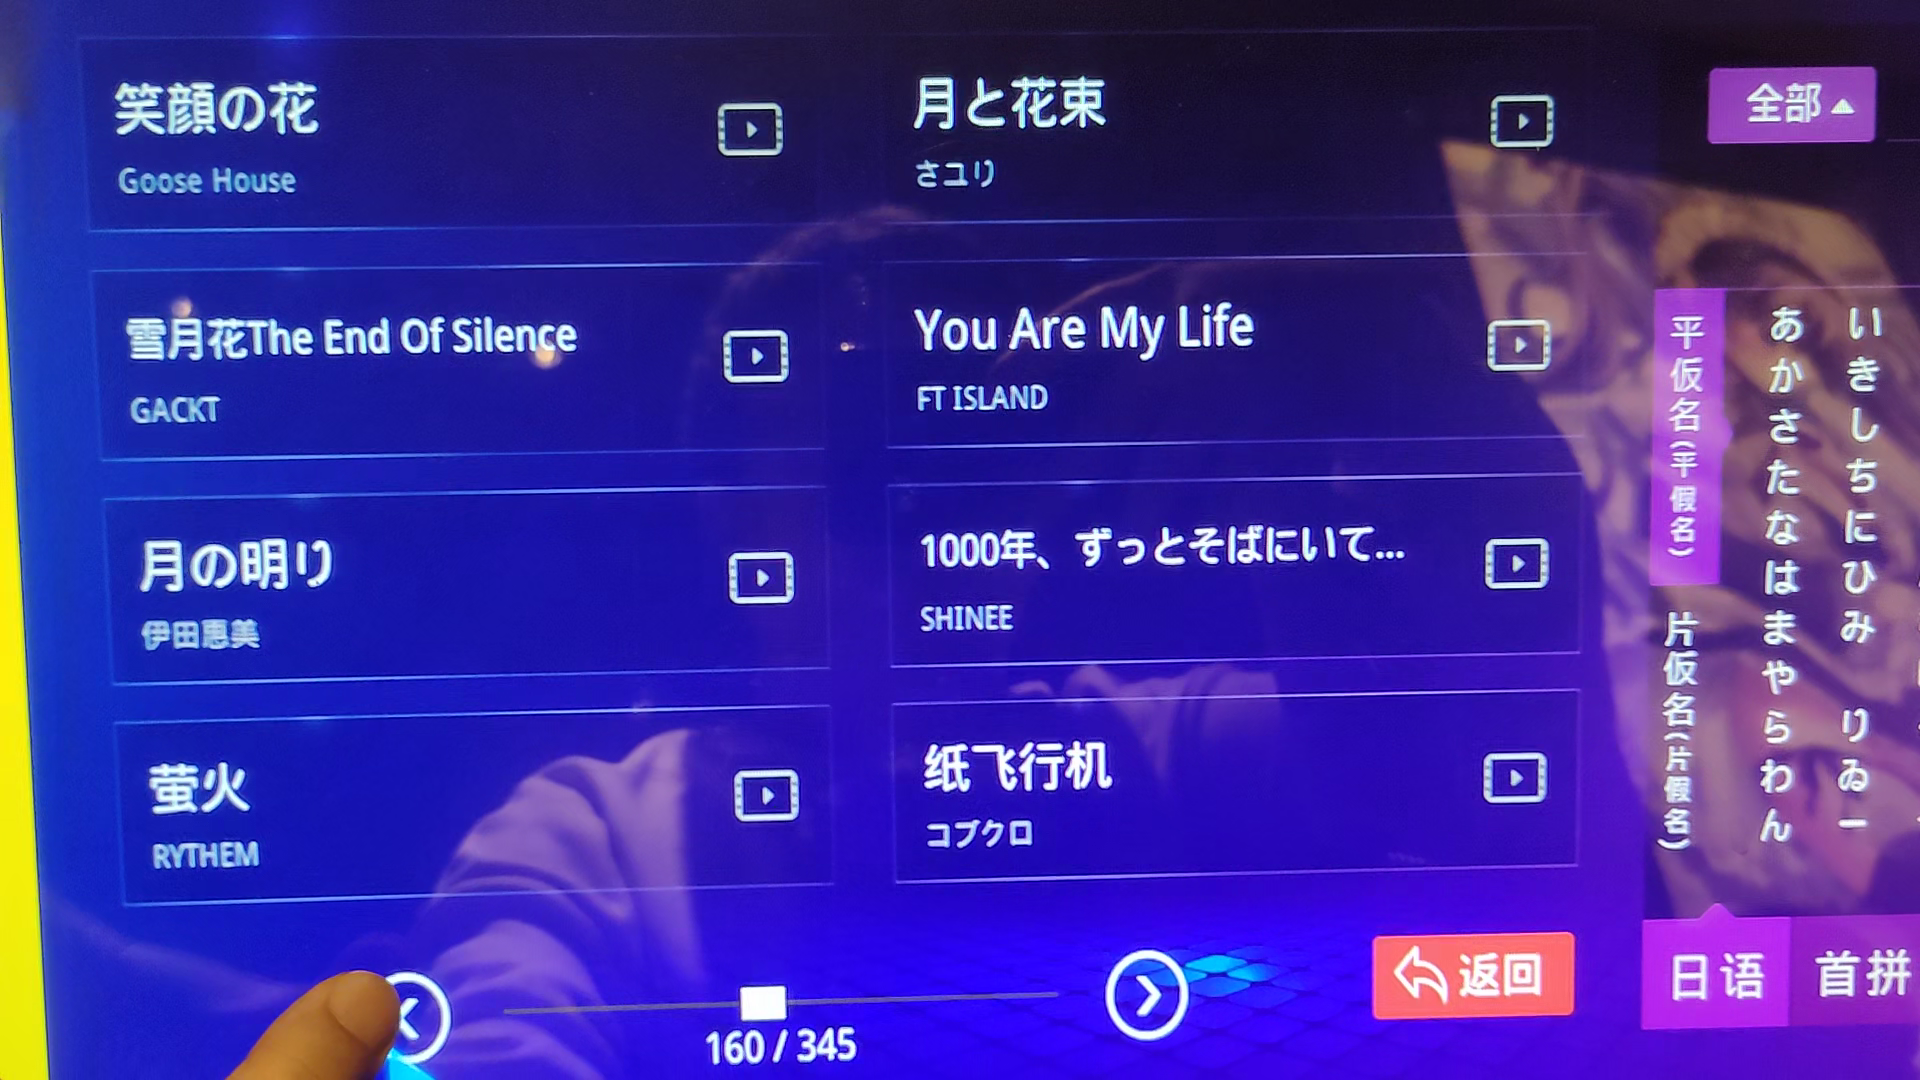 笑顔の花
Goose House
月と花束
さユり
雪月花The End Of Silence
GACKT
You Are My Life
FT ISLAND
月の明り
伊田恵美
1000年、ずっとそばにいて...
SHINEE
萤火
RYTHEM
纸飞行机
コブクロ
160 / 345
返回
全部
平仮名(平假名)
片仮名(片假名)
あかさたなはまやらわん
いきしちにひみ りゐー
日语
首拼